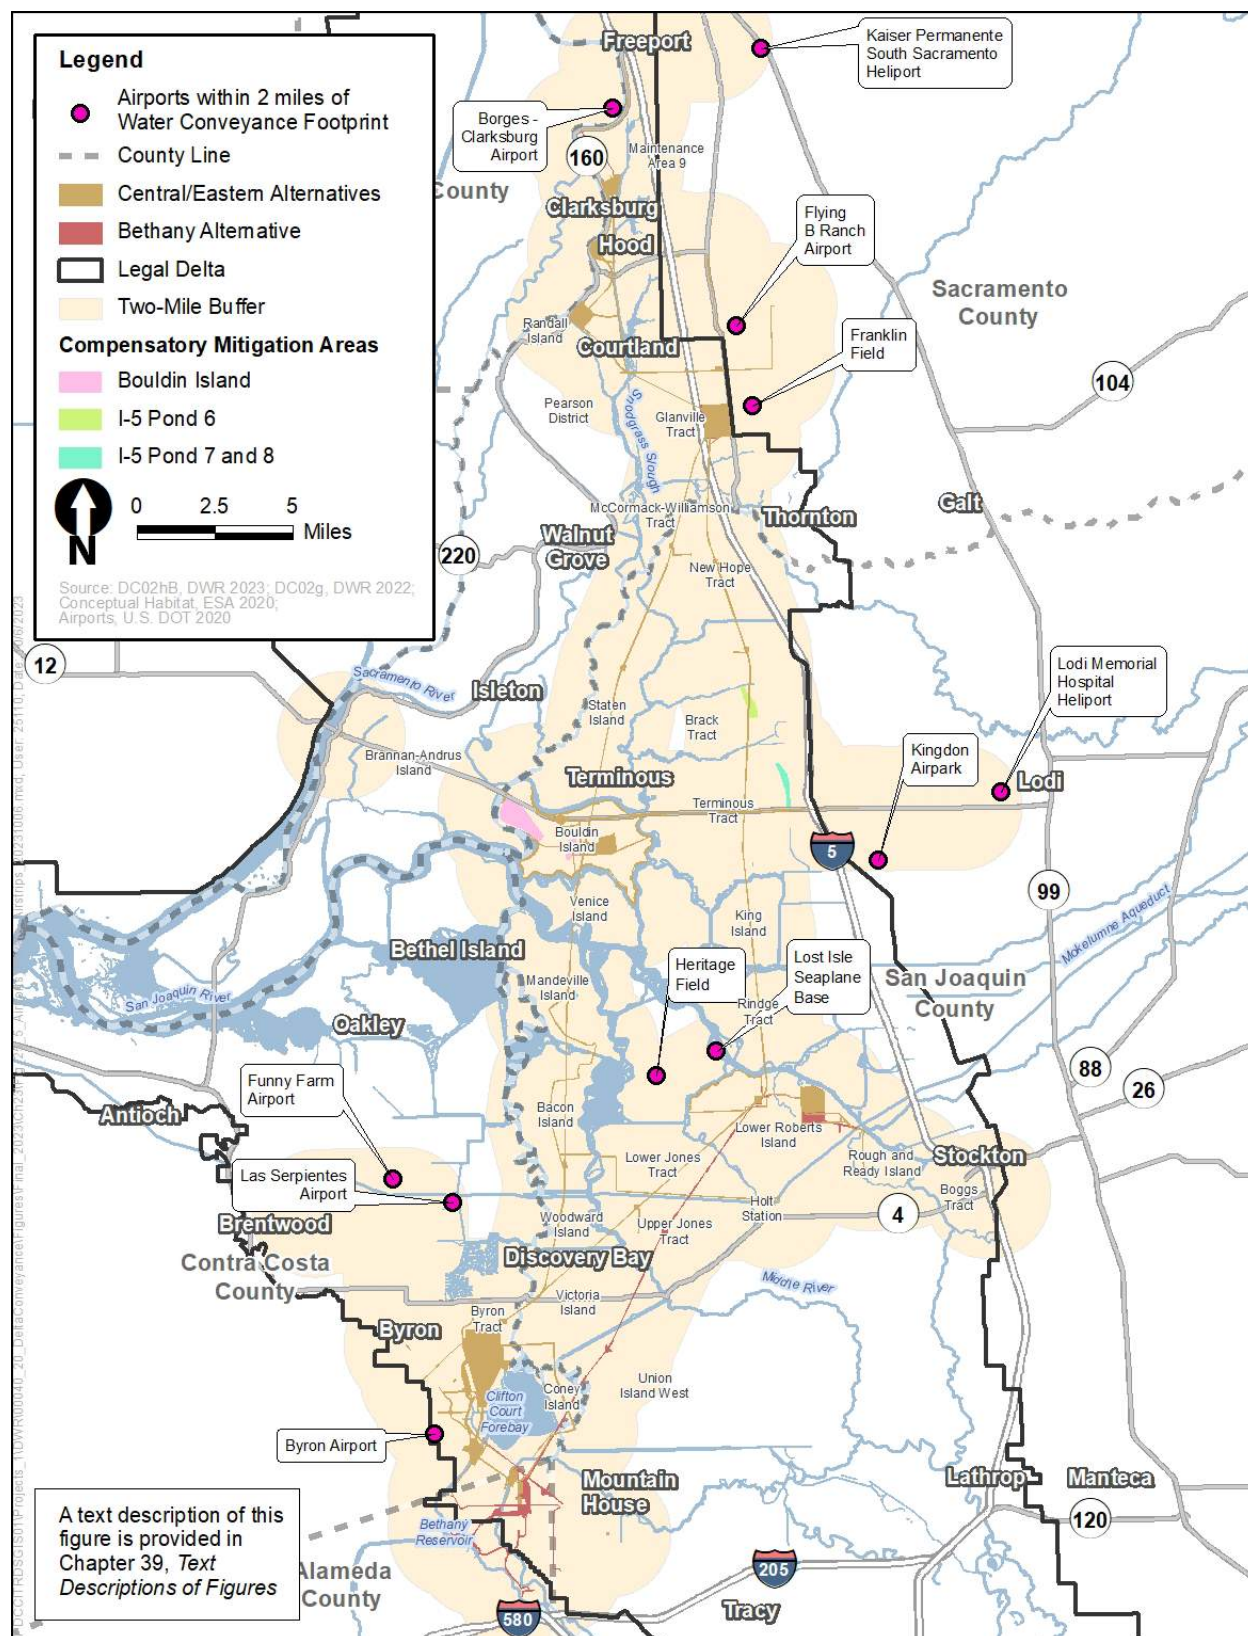 Legend
Airports within 2 miles of
Water Conveyance Footprint
County Line
Central/Eastern Alternatives
Bethany Alternative
Legal Delta
Two-Mile Buffer
Compensatory Mitigation Areas
Bouldin Island
I-5 Pond 6
I-5 Pond 7 and 8
N
0 2.5 5
Miles
Source: DC02hB, DWR 2023; DC02g, DWR 2022;
Conceptual Habitat, ESA 2020;
Airports, U.S. DOT 2020
Freeport
Kaiser Permanente
South Sacramento
Heliport
Borges -
Clarksburg
Airport
160
Maintenance
Area 9
County
Clarksburg
Hood
Flying
B Ranch
Airport
Sacramento
County
Randall
Island
Courtland
Franklin
Field
104
Pearson
District
Snodgrass Slough
Glanville
Tract
McCormack-Williamson
Tract
Thornton
Galt
Walnut
Grove
220
New Hope
Tract
12
Sacramento River
Isleton
Staten
Island
Brack
Tract
Lodi Memorial
Hospital
Heliport
Kingdon
Airpark
Brannan-Andrus
Island
Terminous
Lodi
Terminous
Tract
Bouldin
Island
5
99
Venice
Island
King
Island
Mokelumne Aqueduct
Bethel Island
Heritage
Field
Lost Isle
Seaplane
Base
San Joaquin
County
Mandeville
Island
Rindge
Tract
San Joaquin River
Oakley
88
26
Funny Farm
Airport
Antioch
Bacon
Island
Lower Roberts
Island
Lower Jones
Tract
Rough and
Ready Island
Stockton
Las Serpientes
Airport
Boggs
Tract
Holt
Station
4
Brentwood
Woodward
Island
Upper Jones
Tract
Contra Costa
County
Discovery Bay
Middle River
Victoria
Island
Byron
Tract
Byron
Union
Island West
Coney
Island
Clifton
Court
Forebay
Byron Airport
Mountain
House
Lathrop
Manteca
120
Bethany
Reservoir
A text description of this
figure is provided in
Chapter 39, Text
Descriptions of Figures
Alameda
County
205
580
Tracy